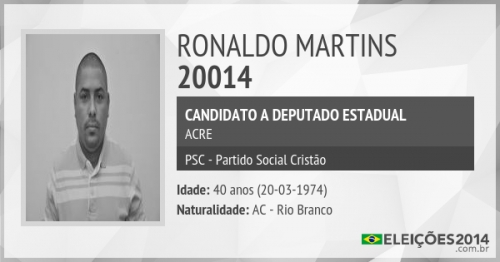 RONALDO MARTINS
20014
CANDIDATO A DEPUTADO ESTADUAL
ACRE
PSC - Partido Social Cristão
Idade: 40 anos (20-03-1974)
Naturalidade: AC - Rio Branco
ELEIÇÕES2014
.com.br